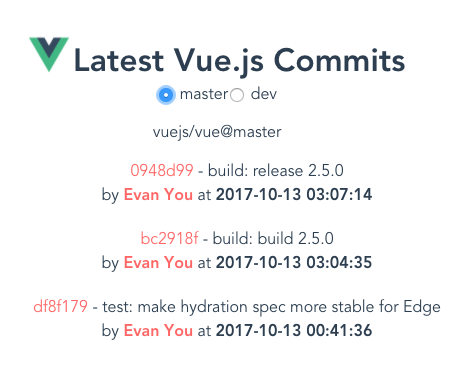 Latest Vue.js Commits
master dev
vuejs/vue@master
0948d99 - build: release 2.5.0
by Evan You at 2017-10-13 03:07:14
bc2918f - build: build 2.5.0
by Evan You at 2017-10-13 03:04:35
df8f179 - test: make hydration spec more stable for Edge
by Evan You at 2017-10-13 00:41:36